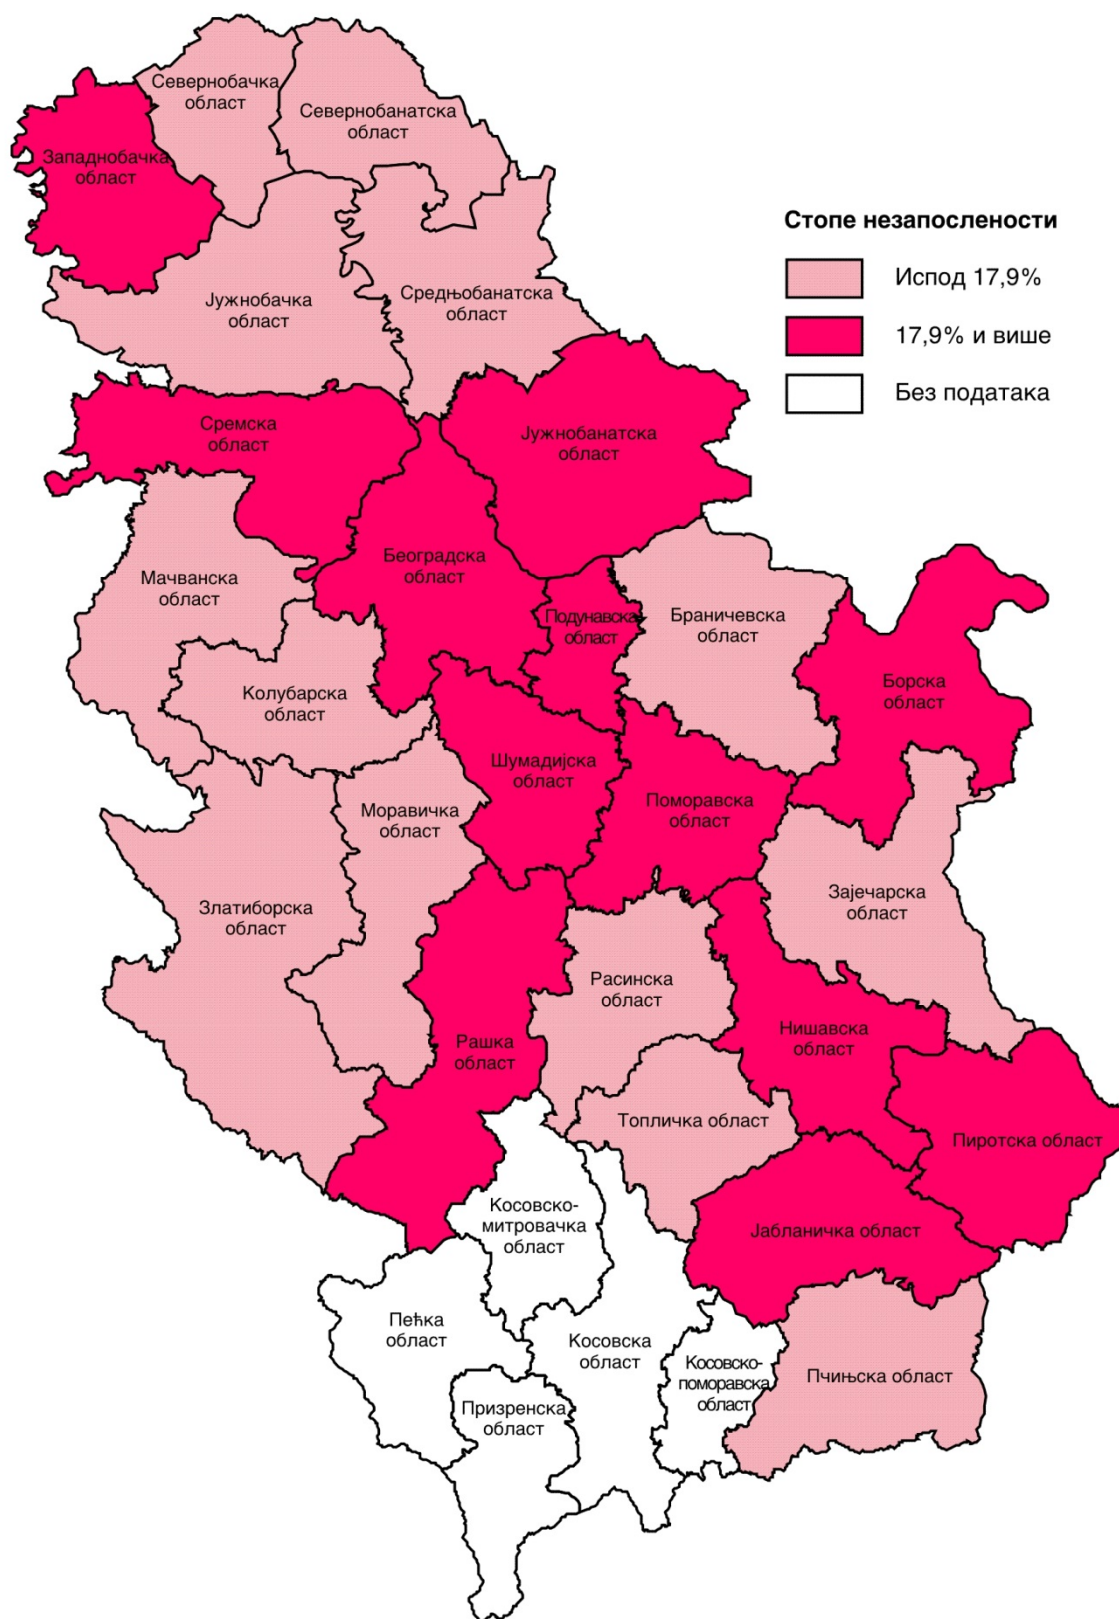 Севернобачка
област
Севернобанатска
област
Западнобачка
област
Стопе незапослености
Испод 17,9%
17,9% и више
Без података
Јужнобачка
област
Средњобанатска
област
Сремска
област
Јужнобанатска
област
Београдска
област
Мачванска
област
Подунавска
област
Браничевска
област
Колубарска
област
Борска
област
Шумадијска
област
Поморавска
област
Моравичка
област
Златиборска
област
Зајечарска
област
Расинска
област
Рашка
област
Нишавска
област
Топличка област
Пиротска област
Косовско-
митровачка
област
Јабланичка област
Пећка
област
Косовска
област
Косовско-
поморавска
област
Пчињска област
Призренска
област